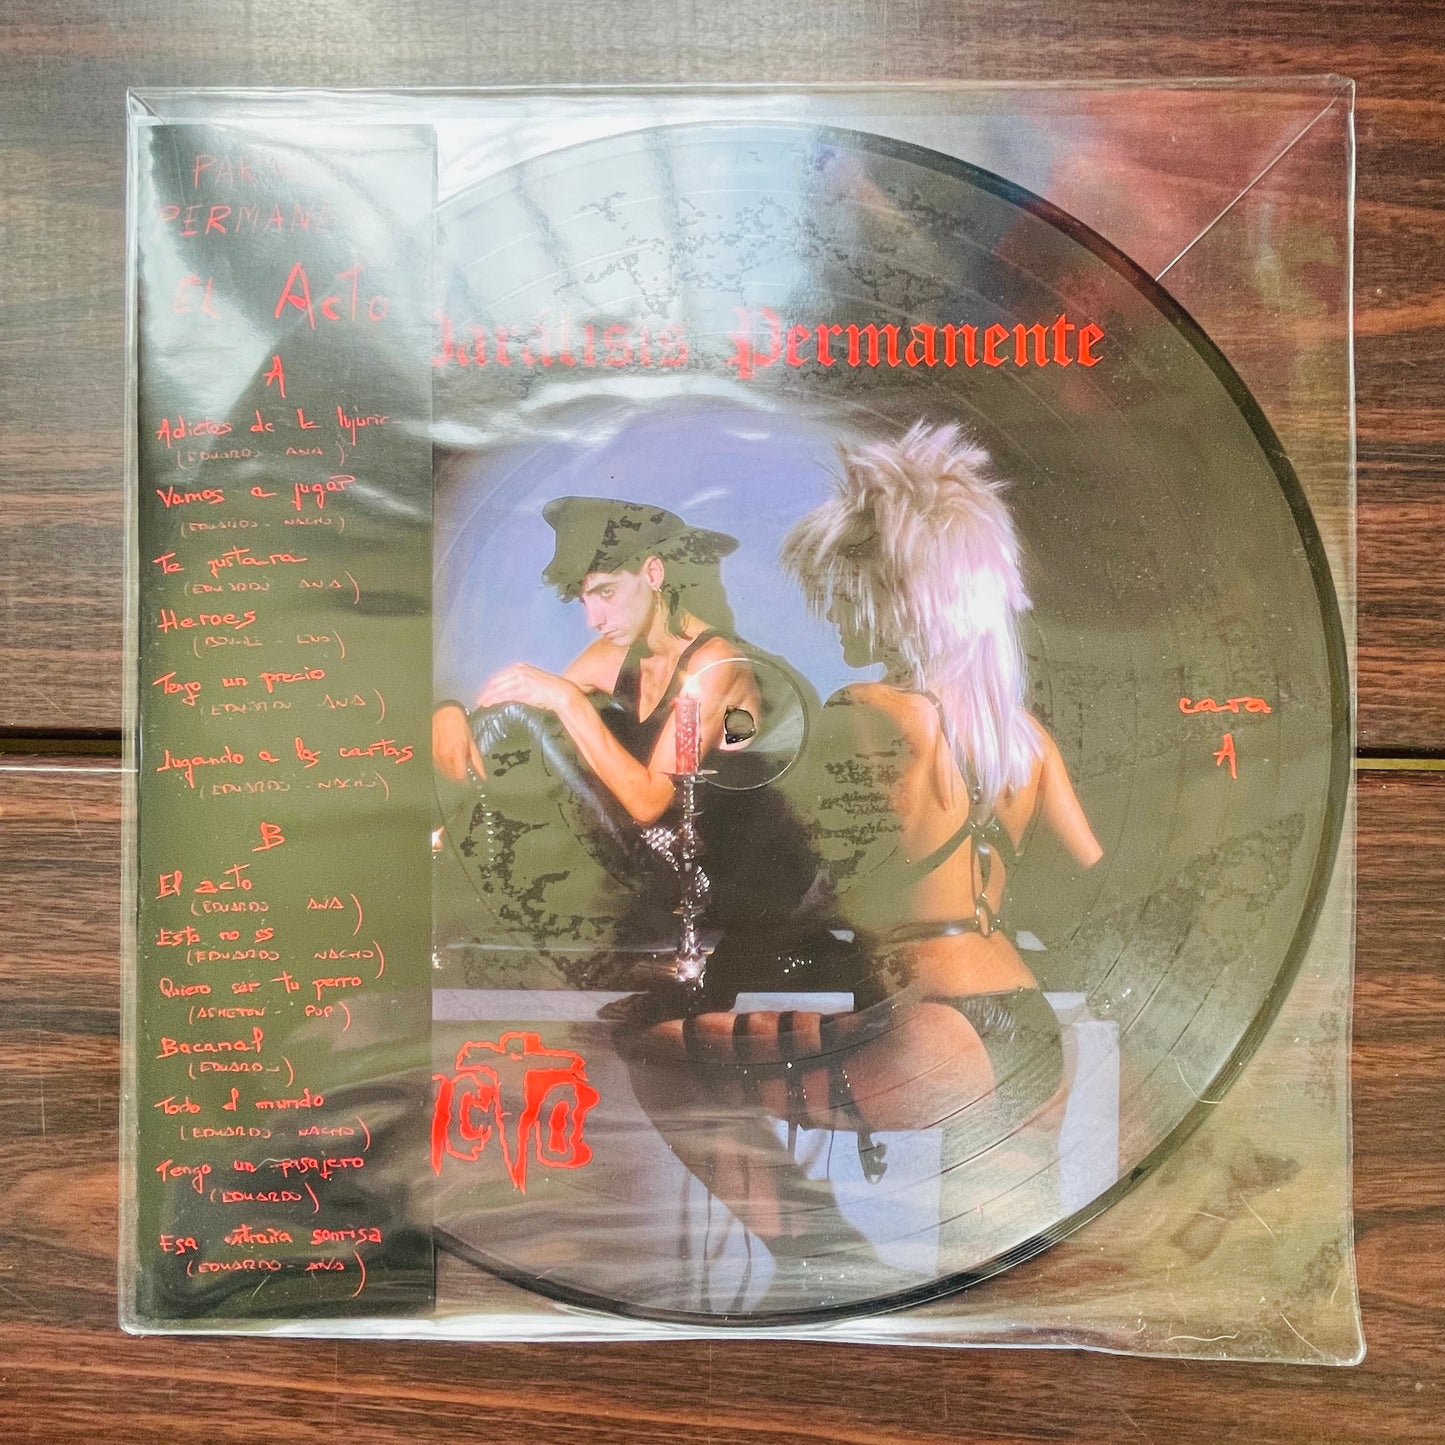 PERMANE
EL ACTO
A
Adictos de la lujuria
(EDUARDO ANA)
Vamos a jugar
(EDUARDO - NACHO)
Te gustara
(EDUARDO ANA)
Heroes
Tengo un precio
(EDUARDO ANA)
Jugando a las cartas
(EDUARDO - NACHO)
B
El acto
(EDUARDO ANA)
Esto no es
(EDUARDO - NACHO)
Quiero ser tu perro
(ASHETON - POP)
Bacanal
(EDUARDO)
Todo el mundo
(EDUARDO - NACHO)
Tengo un pasajero
(EDUARDO)
Esa extraña sonrisa
(EDUARDO - ANA)
Parálisis Permanente
cara
A
CTO